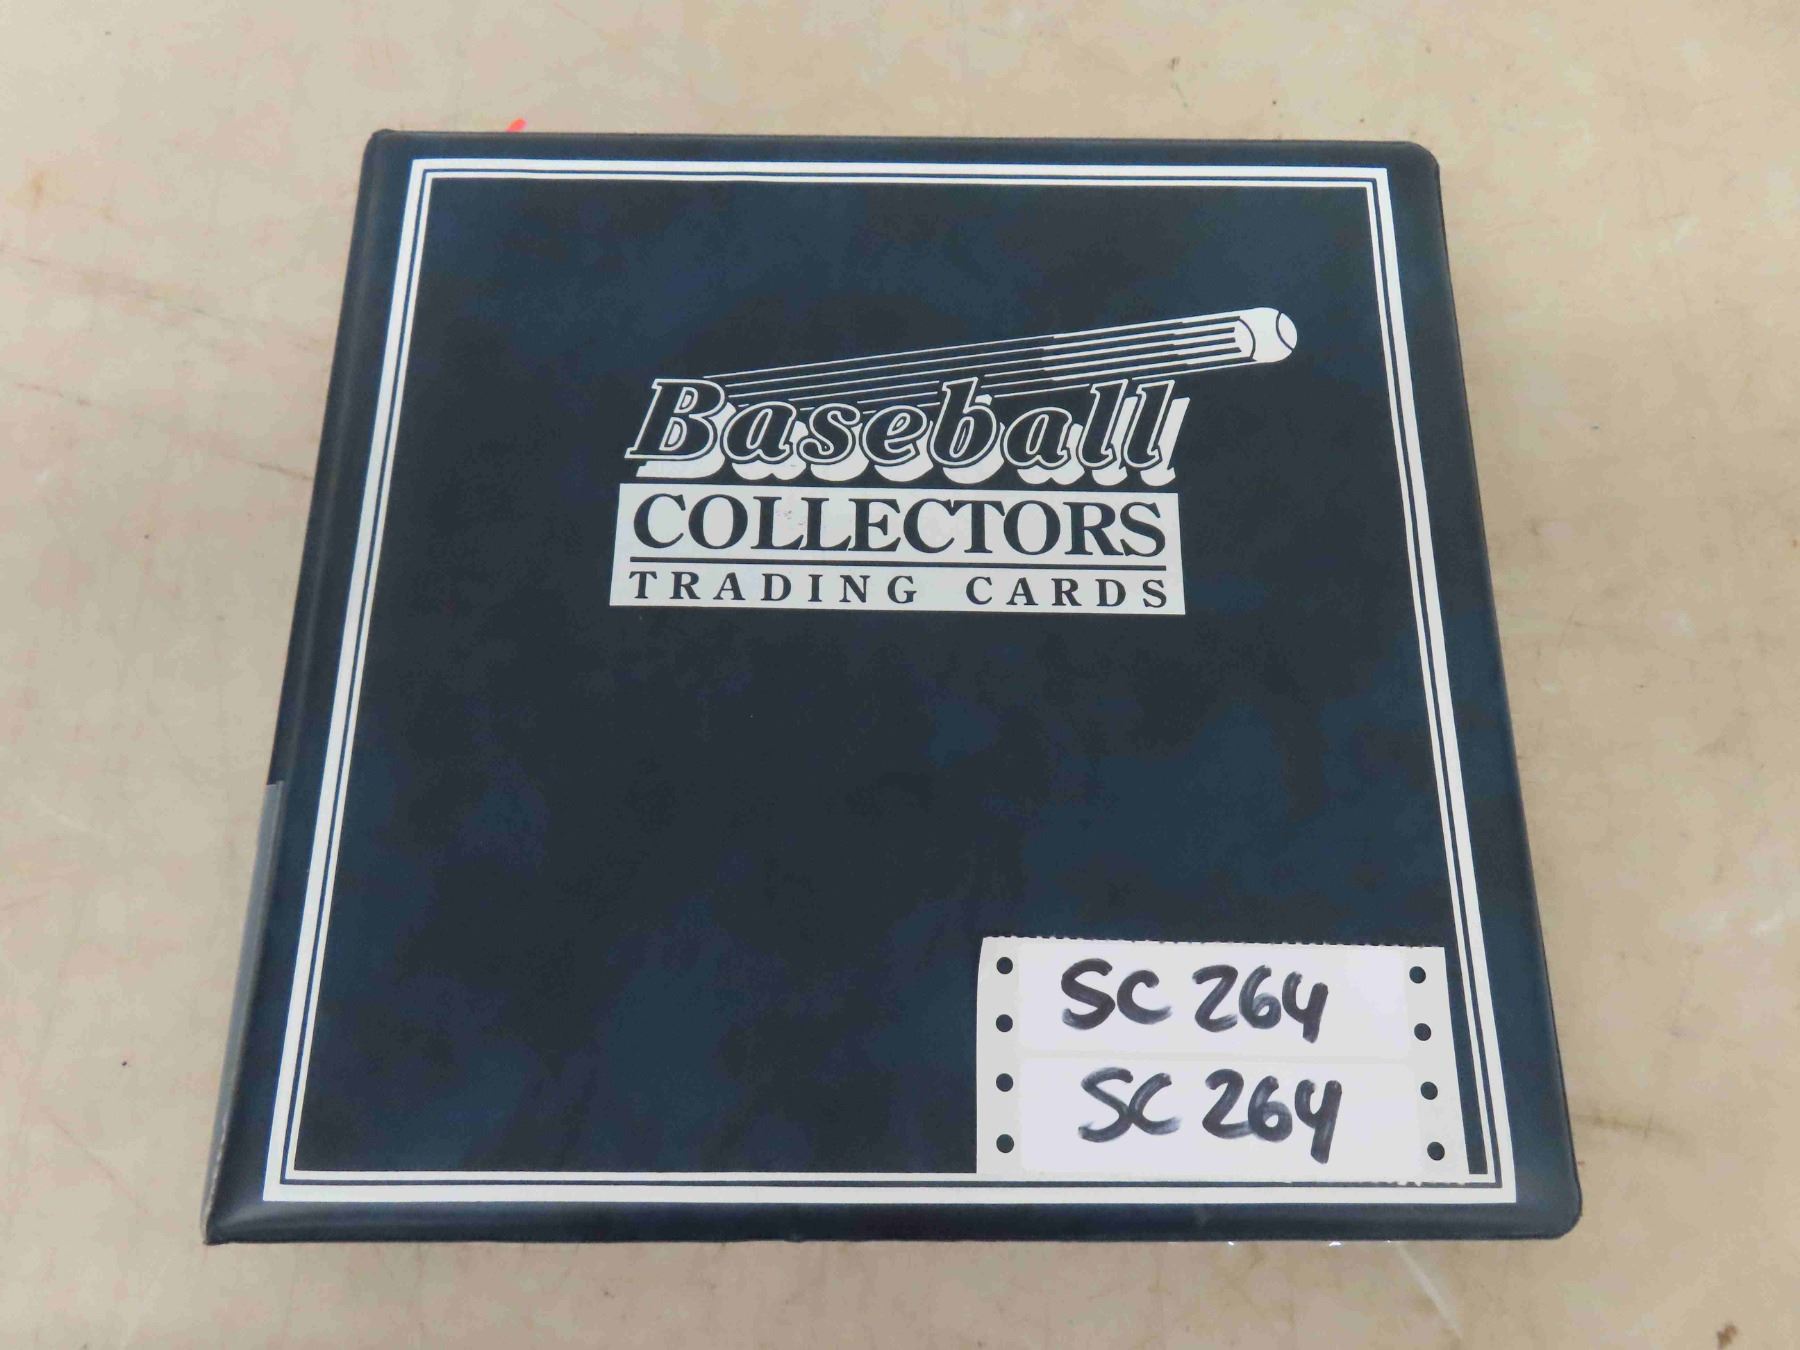 Baseball
COLLECTORS
TRADING CARDS
SC 264
SC 264